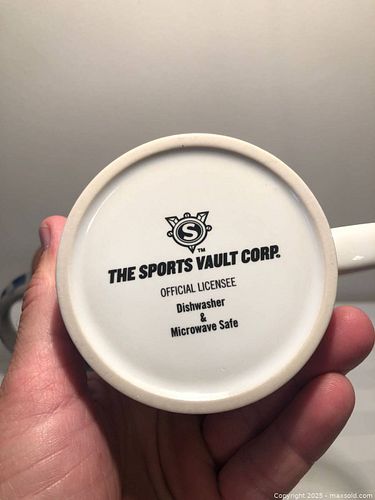 S
TM
THE SPORTS VAULT CORP.
OFFICIAL LICENSEE
Dishwasher
&
Microwave Safe
Copyright 2025 - maxsold.com